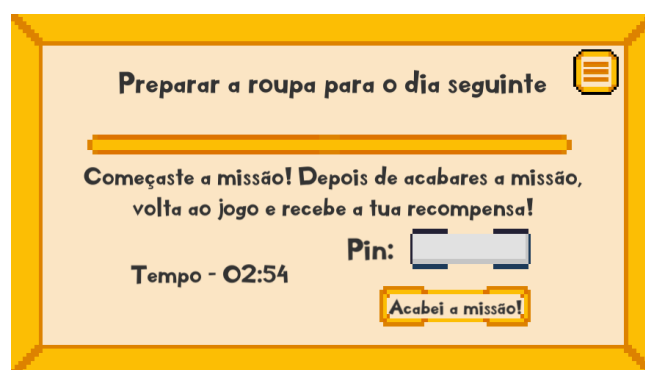 Preparar a roupa para o dia seguinte
Começaste a missão! Depois de acabares a missão,
volta ao jogo e recebe a tua recompensa!
Pin:
Tempo - 02:54
Acabei a missão!